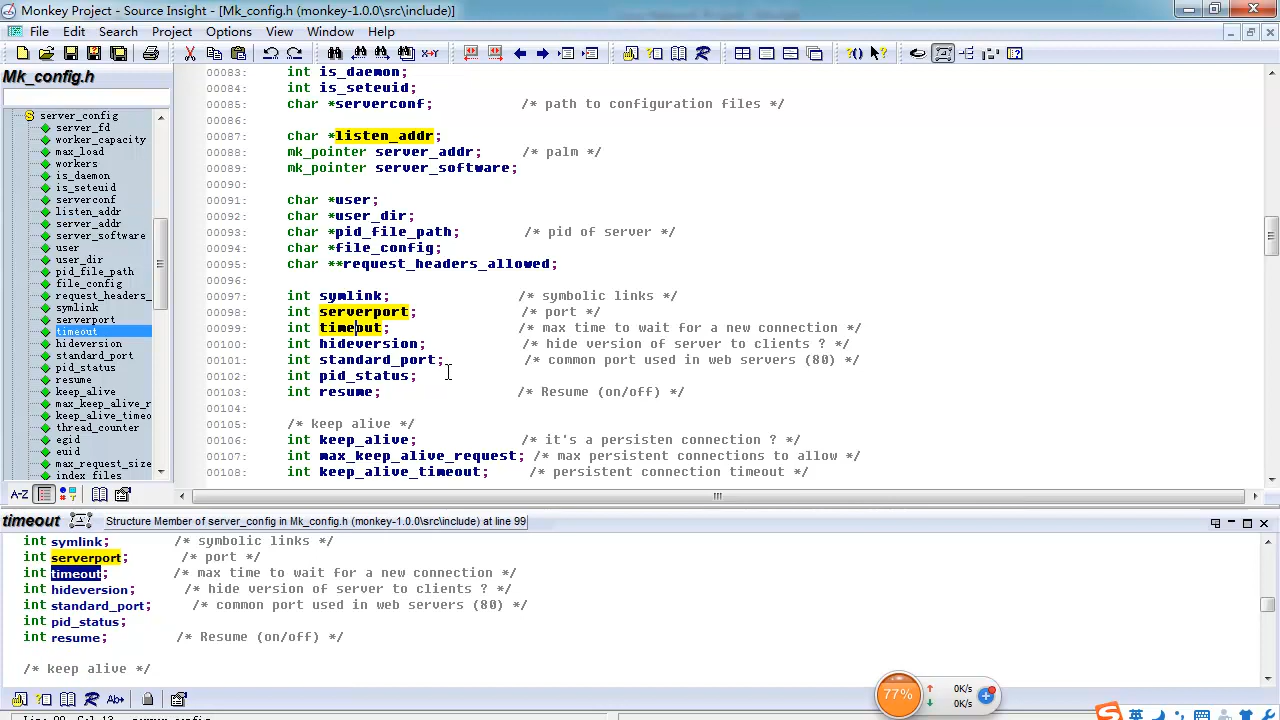 Monkey Project - Source Insight - [Mk_config.h (monkey-1.0.0\src\include)]
File Edit Search Project Options View Window Help
Mk_config.h
server_config
server_fd
worker_capacity
max_load
workers
is_daemon
is_seteuid
serverconf
listen_addr
server_addr
server_software
user
user_dir
pid_file_path
file_config
request_headers_
symlink
serverport
timeout
hideversion
standard_port
pid_status
resume
keep_alive
max_keep_alive_r
keep_alive_timeo
thread_counter
egid
euid
max_request_size
index_files
A-Z
00083: int is_daemon;
00084: int is_seteuid;
00085: char *serverconf; /* path to configuration files */
00086:
00087: char *listen_addr;
00088: mk_pointer server_addr; /* palm */
00089: mk_pointer server_software;
00090:
00091: char *user;
00092: char *user_dir;
00093: char *pid_file_path; /* pid of server */
00094: char *file_config;
00095: char **request_headers_allowed;
00096:
00097: int symlink; /* symbolic links */
00098: int serverport; /* port */
00099: int timeout; /* max time to wait for a new connection */
00100: int hideversion; /* hide version of server to clients ? */
00101: int standard_port; /* common port used in web servers (80) */
00102: int pid_status;
00103: int resume; /* Resume (on/off) */
00104:
00105: /* keep alive */
00106: int keep_alive; /* it's a persisten connection ? */
00107: int max_keep_alive_request; /* max persistent connections to allow */
00108: int keep_alive_timeout; /* persistent connection timeout */
timeout Structure Member of server_config in Mk_config.h (monkey-1.0.0\src\include) at line 99
int symlink; /* symbolic links */
int serverport; /* port */
int timeout; /* max time to wait for a new connection */
int hideversion; /* hide version of server to clients ? */
int standard_port; /* common port used in web servers (80) */
int pid_status;
int resume; /* Resume (on/off) */
/* keep alive */
77% 0K/s
0K/s
英